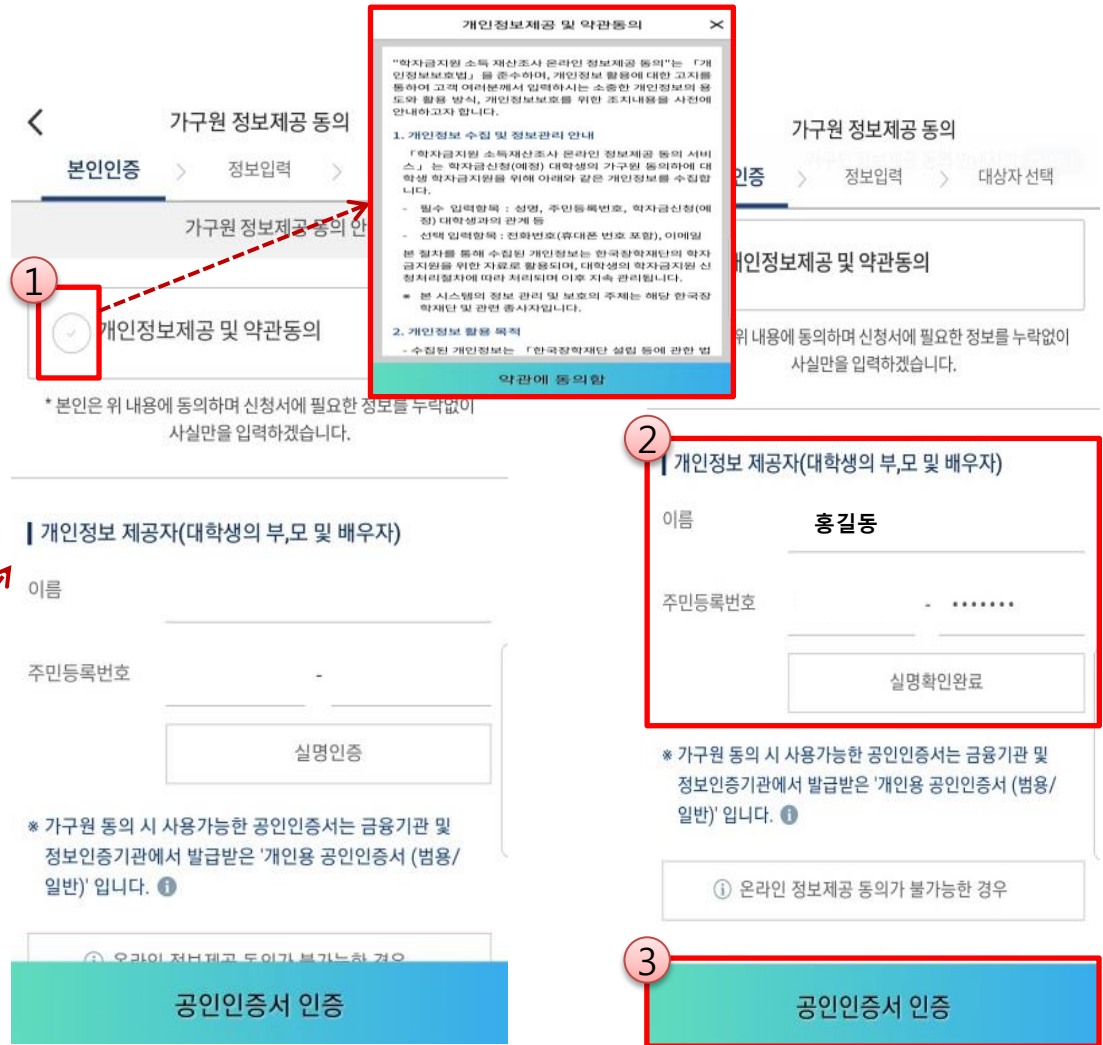 가구원 정보제공 동의
본인인증 > 정보입력 >
가구원 정보제공 동의 안
1
개인정보제공 및 약관동의
* 본인은 위 내용에 동의하며 신청서에 필요한 정보를 누락없이
사실만을 입력하겠습니다.
개인정보 제공자(대학생의 부,모 및 배우자)
이름
주민등록번호 -
실명인증
※ 가구원 동의 시 사용가능한 공인인증서는 금융기관 및
정보인증기관에서 발급받은 '개인용 공인인증서 (범용/
일반)' 입니다.
온라인 정보제공 동의가 불가능한 경우
공인인증서 인증
개인정보제공 및 약관동의 ×
"학자금지원 소득 재산조사 온라인 정보제공 동의"는 「개
인정보보호법」을 준수하며, 개인정보 활용에 대한 고지를
통하여 고객 여러분께서 입력하시는 소중한 개인정보의 용
도와 활용 방식, 개인정보보호를 위한 조치내용을 사전에
안내하고자 합니다.
1. 개인정보 수집 및 정보관리 안내
「학자금지원 소득재산조사 온라인 정보제공 동의 서비
스」는 학자금신청(예정) 대학생의 가구원 동의하에 대
학생 학자금지원을 위해 아래와 같은 개인정보를 수집합
니다.
- 필수 입력항목 : 성명, 주민등록번호, 학자금신청(예
정) 대학생과의 관계 등
- 선택 입력항목 : 전화번호(휴대폰 번호 포함), 이메일
본 절차를 통해 수집된 개인정보는 한국장학재단의 학자
금지원을 위한 자료로 활용되며, 대학생의 학자금지원 신
청처리절차에 따라 처리되며 이후 지속 관리됩니다.
※ 본 시스템의 정보 관리 및 보호의 주체는 해당 한국장
학재단 및 관련 종사자입니다.
2. 개인정보 활용 목적
- 수집된 개인정보는 「한국장학재단 설립 등에 관한 법
약관에 동의함
가구원 정보제공 동의
인증 > 정보입력 > 대상자 선택
개인정보제공 및 약관동의
위 내용에 동의하며 신청서에 필요한 정보를 누락없이
사실만을 입력하겠습니다.
2
개인정보 제공자(대학생의 부,모 및 배우자)
이름 홍길동
주민등록번호 - •••••••
실명확인완료
※ 가구원 동의 시 사용가능한 공인인증서는 금융기관 및
정보인증기관에서 발급받은 '개인용 공인인증서 (범용/
일반)' 입니다.
온라인 정보제공 동의가 불가능한 경우
3
공인인증서 인증